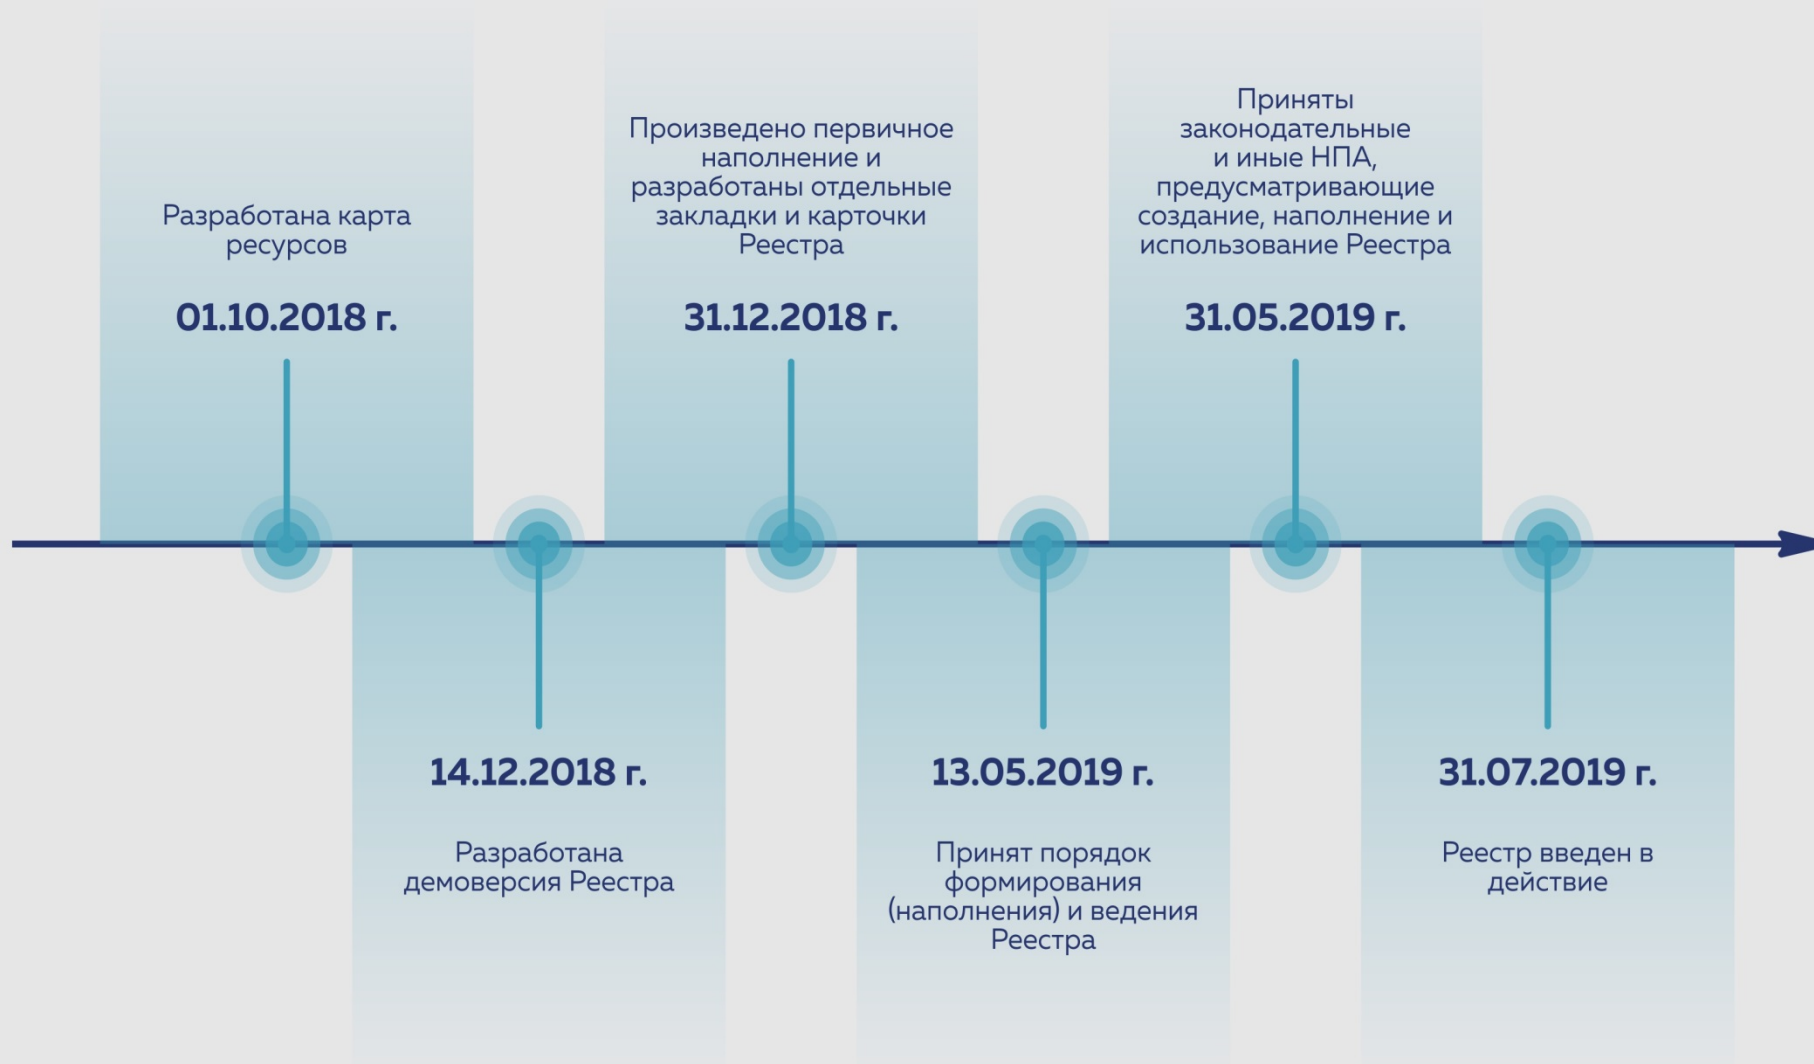 Разработана карта
ресурсов
01.10.2018 г.
14.12.2018 г.
Разработана
демоверсия Реестра
Произведено первичное
наполнение и
разработаны отдельные
закладки и карточки
Реестра
31.12.2018 г.
13.05.2019 г.
Принят порядок
формирования
(наполнения) и ведения
Реестра
Приняты
законодательные
и иные НПА,
предусматривающие
создание, наполнение и
использование Реестра
31.05.2019 г.
31.07.2019 г.
Реестр введен в
действие